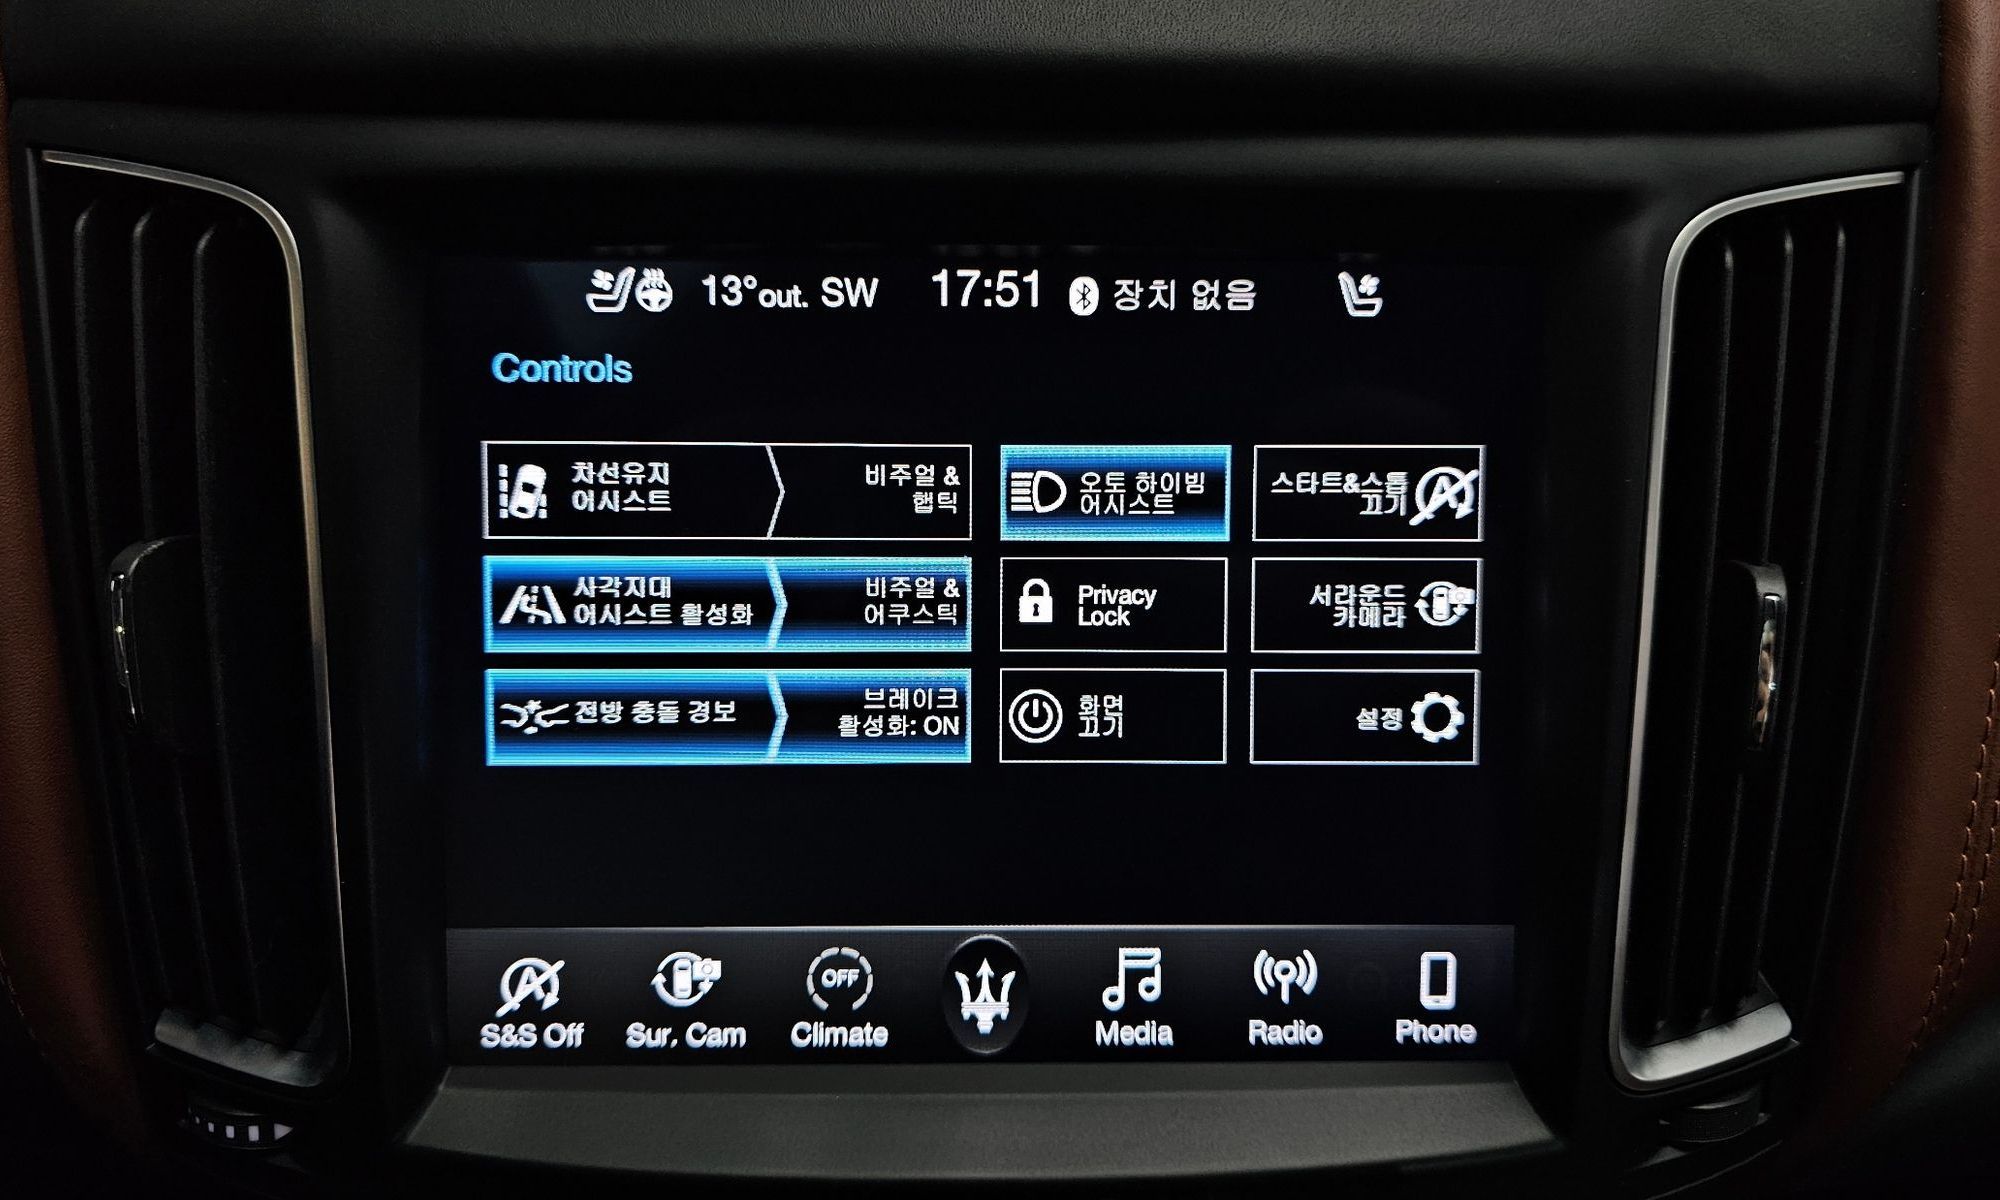 13°out. SW 17:51 장치 없음
Controls
차선유지
어시스트
비주얼 &
햅틱
오토 하이빔
어시스트
스타트&스톱
끄기
사각지대
어시스트 활성화
비주얼 &
어쿠스틱
Privacy
Lock
서라운드
카메라
전방 충돌 경보
브레이크
활성화: ON
화면
끄기
설정
OFF
S&S Off Sur. Cam Climate Media Radio Phone